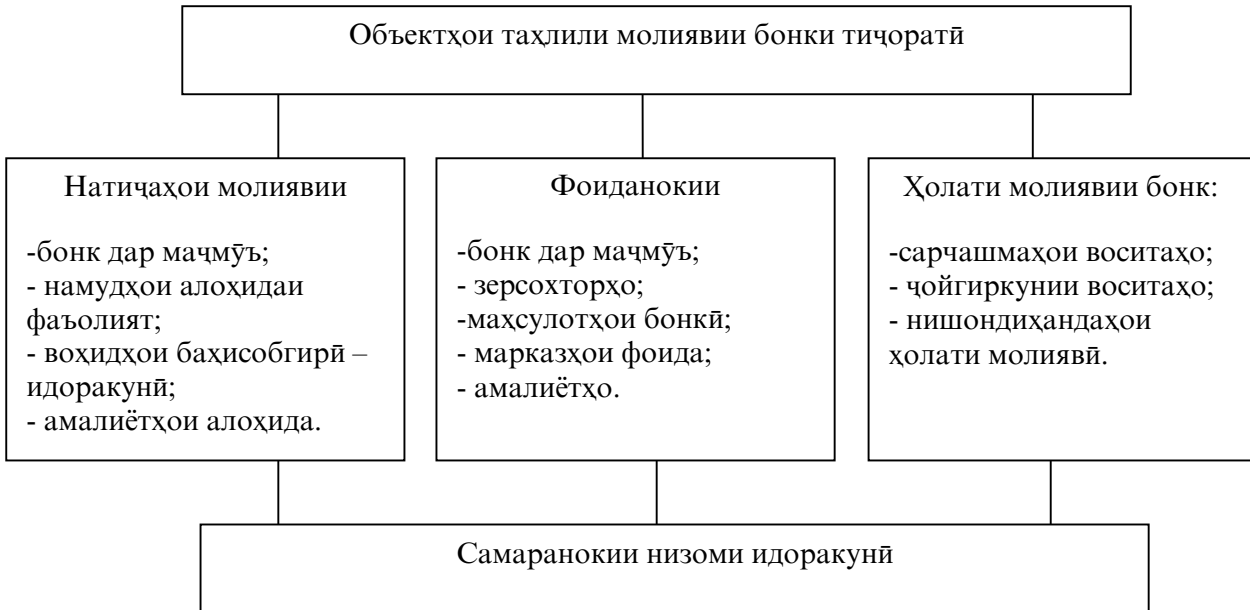 Объектҳои таҳлили молиявии бонки тиҷоратӣ
Натиҷаҳои молиявии
-бонк дар маҷмӯъ;
- намудҳои алоҳидаи
фаъолият;
- воҳидҳои баҳисобгирӣ –
идоракунӣ;
- амалиётҳои алоҳида.
Фоиданокии
-бонк дар маҷмӯъ;
- зерсохторҳо;
-маҳсулотҳои бонкӣ;
- марказҳои фоида;
- амалиётҳо.
Ҳолати молиявии бонк:
-сарчашмаҳои воситаҳо;
- ҷойгиркунии воситаҳо;
- нишондиҳандаҳои
ҳолати молиявӣ.
Самаранокии низоми идоракунӣ